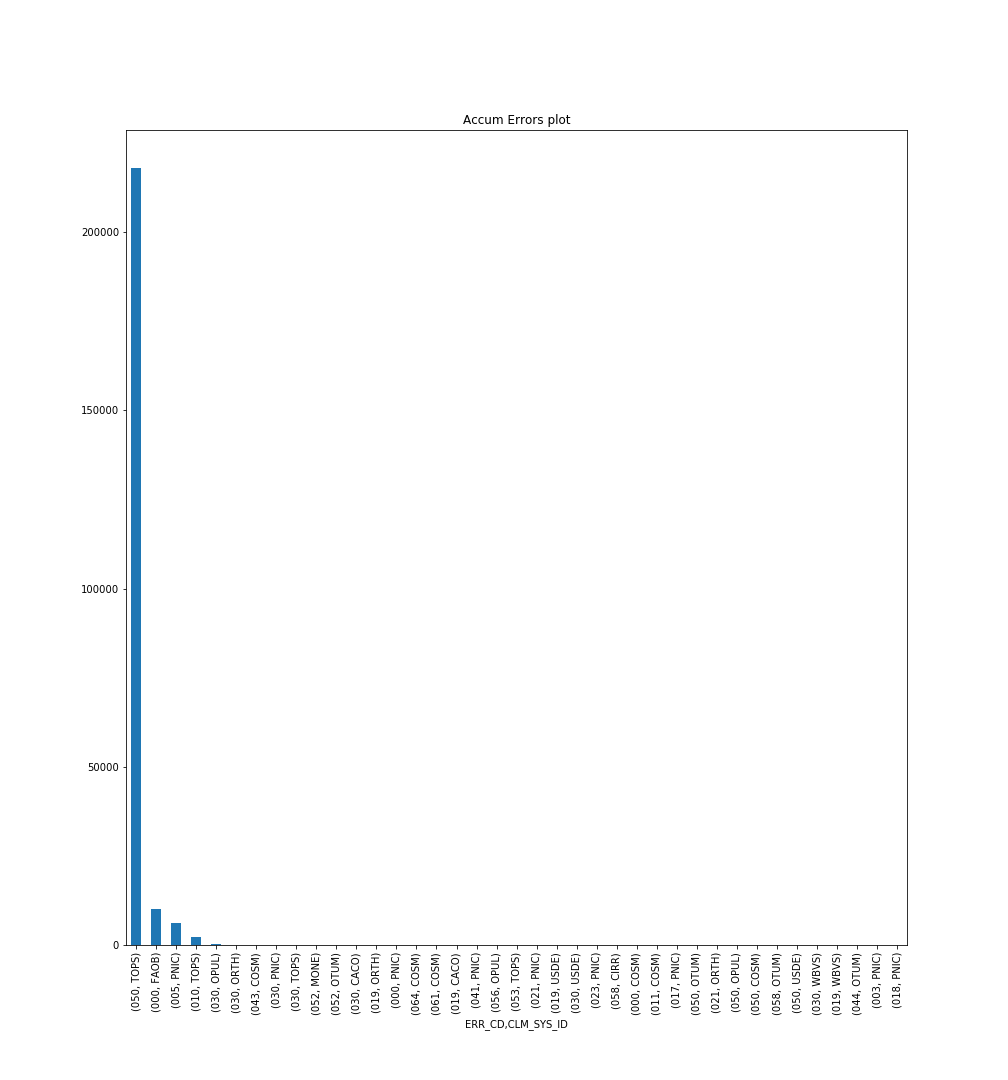 Accum Errors plot
200000
150000
100000
50000
0
(050, TOPS)
(000, FAOB)
(005, PNIC)
(010, TOPS)
(030, OPUL)
(030, ORTH)
(043, COSM)
(030, PNIC)
(030, TOPS)
(052, MONE)
(052, OTUM)
(030, CACO)
(019, ORTH)
(000, PNIC)
(064, COSM)
(061, COSM)
(019, CACO)
(041, PNIC)
(056, OPUL)
(053, TOPS)
(021, PNIC)
(019, USDE)
(030, USDE)
(023, PNIC)
(058, CIRR)
(000, COSM)
(011, COSM)
(017, PNIC)
(050, OTUM)
(021, ORTH)
(050, OPUL)
(050, COSM)
(058, OTUM)
(050, USDE)
(030, WBVS)
(019, WBVS)
(044, OTUM)
(003, PNIC)
(018, PNIC)
ERR_CD,CLM_SYS_ID